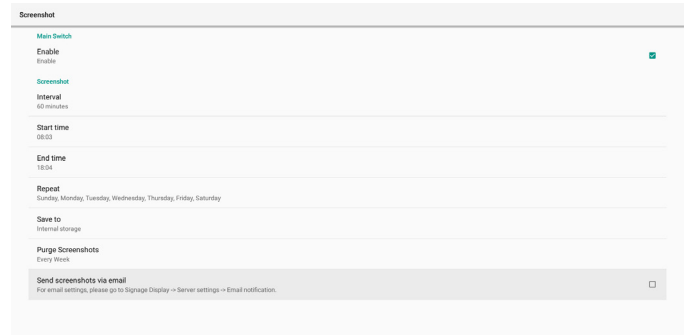 Screenshot
Main Switch
Enable
Enable
Screenshot
Interval
60 minutes
Start time
08:03
End time
18:04
Repeat
Sunday, Monday, Tuesday, Wednesday, Thursday, Friday, Saturday
Save to
Internal storage
Purge Screenshots
Every Week
Send screenshots via email
For email settings, please go to Signage Display -> Server settings -> Email notification.